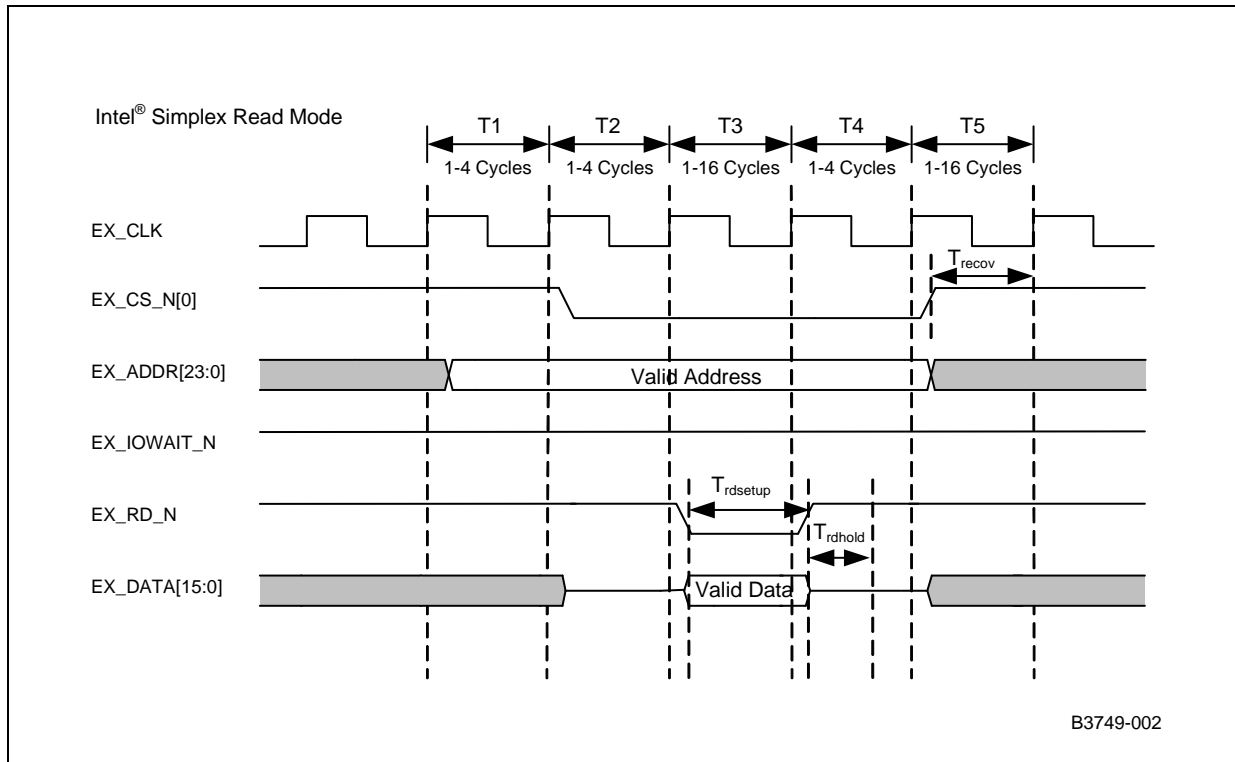 Intel® Simplex Read Mode
T1 T2 T3 T4 T5
1-4 Cycles 1-4 Cycles 1-16 Cycles 1-4 Cycles 1-16 Cycles
EX_CLK
Trecov
EX_CS_N[0]
EX_ADDR[23:0]
Valid Address
EX_IOWAIT_N
Trdsetup
EX_RD_N
Trdhold
EX_DATA[15:0]
Valid Data
B3749-002